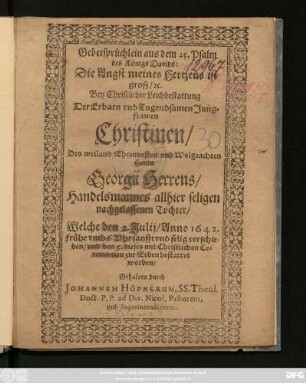 Gebetsprüchlein aus dem 25. Psalm
des Königs Davids:
Die Angst meines Hertzens ist
groß/ ꝛc.
Bey Christlicher Leichbestattung
Der Erbarn vnd Tugendsamen Jung-
frawen
Christinen/
Des weiland Ehrenvesten vnd Wolgeachten
Herrn
Georgii Herrens/
Handelsmannes allhier seligen
nachgelassenen Tochter/
Welche den 2. Julii/ Anno 1642.
frühe vmb Vhr sanfft vnd selig verschie-
den/ vnd den dieses mit Christlichen Ce-
remonien zur Erden bestattet
worden/
Gehalten durch
JOHANNEM HÖPNERUM, SS. Theol.
Doct. P. P. ad Div. Nicol. Pastorem,
vnd Superintendenten.
30